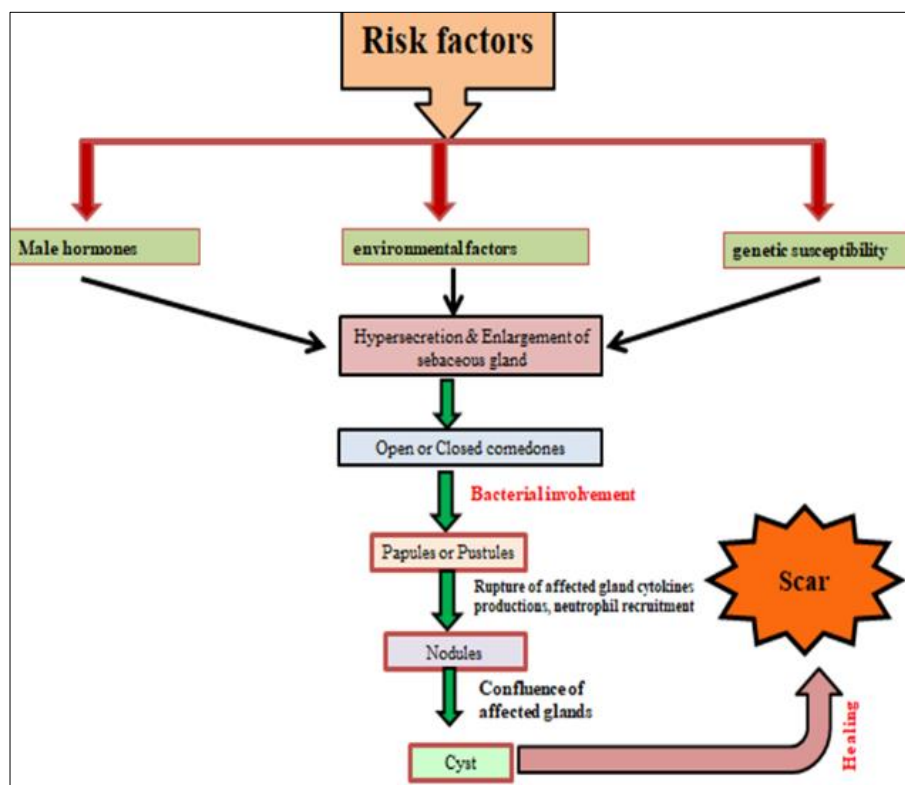 Risk factors
Male hormones
environmental factors
genetic susceptibility
Hypersecretion & Enlargement of
sebaceous gland
Open or Closed comedones
Bacterial involvement
Papules or Pustules
Rupture of affected gland cytokines
productions, neutrophil recruitment
Scar
Nodules
Confluence of
affected glands
Healing
Cyst